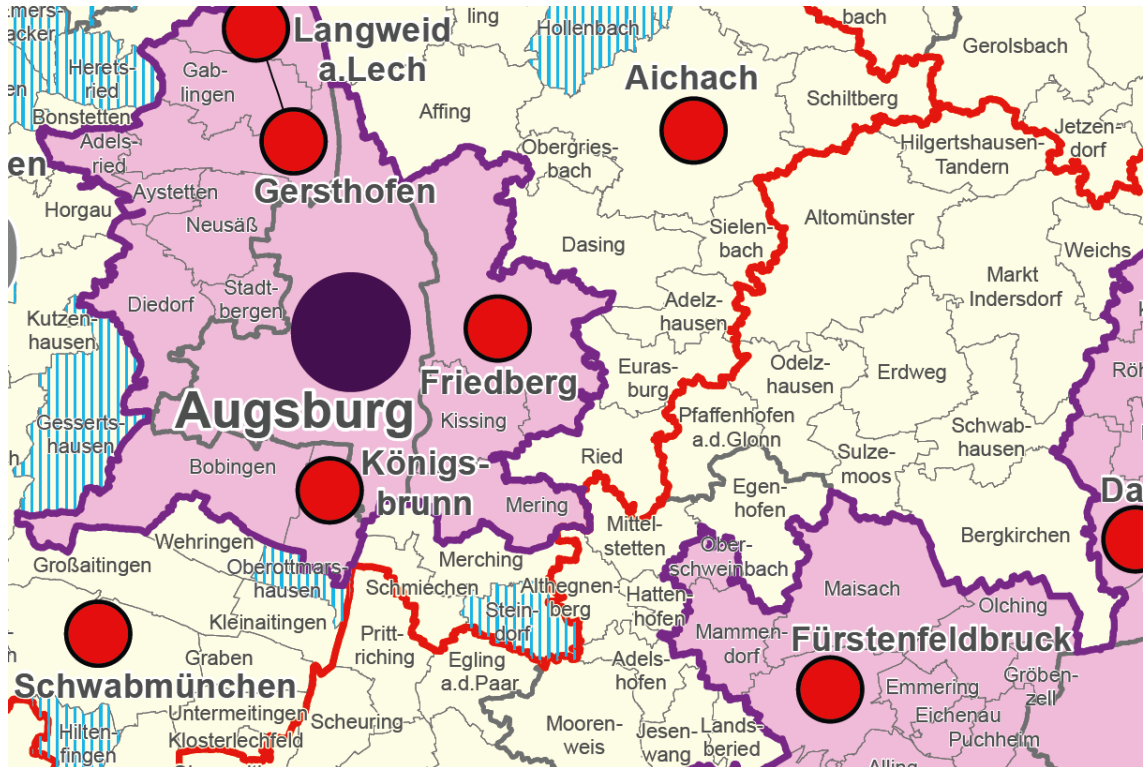 ling
bach
Gerolsbach
Hollenbach
Langweid
a.Lech
Aichach
Herets-
ried
Gab-
lingen
Schiltberg
Bonstetten
Affing
Jetzen-
dorf
Adels-
ried
Hilgertshausen-
Tandern
en
Obergries-
bach
Aystetten
Gersthofen
Horgau
Neusäß
Altomünster
Sielen-
bach
Dasing
Weichs
Markt
Indersdorf
Stadt-
bergen
Diedorf
Adelz-
hausen
Kutzen-
hausen
Friedberg
Euras-
burg
Odelz-
hausen
Erdweg
Röh
Augsburg
Kissing
Pfaffenhofen
a.d.Glonn
Gesserts-
hausen
Schwab-
hausen
Bobingen
Königs-
brunn
Ried
Sulze-
moos
Egen-
hofen
Da
Mering
Mittel-
stetten
Bergkirchen
Wehringen
Großaitingen
Oberottmars-
hausen
Merching
Ober-
schweinbach
Schmiechen
Althegnen-
berg
Stein-
dorf
Hatten-
hofen
Maisach
Olching
Kleinaitingen
Pritt-
riching
Mammen-
dorf
Fürstenfeldbruck
Graben
Egling
a.d.Paar
Adels-
hofen
Schwabmünchen
Emmering
Gröben-
zell
Untermeitingen
Scheuring
Eichenau
Hilten-
fingen
Klosterlechfeld
Mooren-
weis
Jesen-
wang
Lands-
beried
Puchheim
Alling